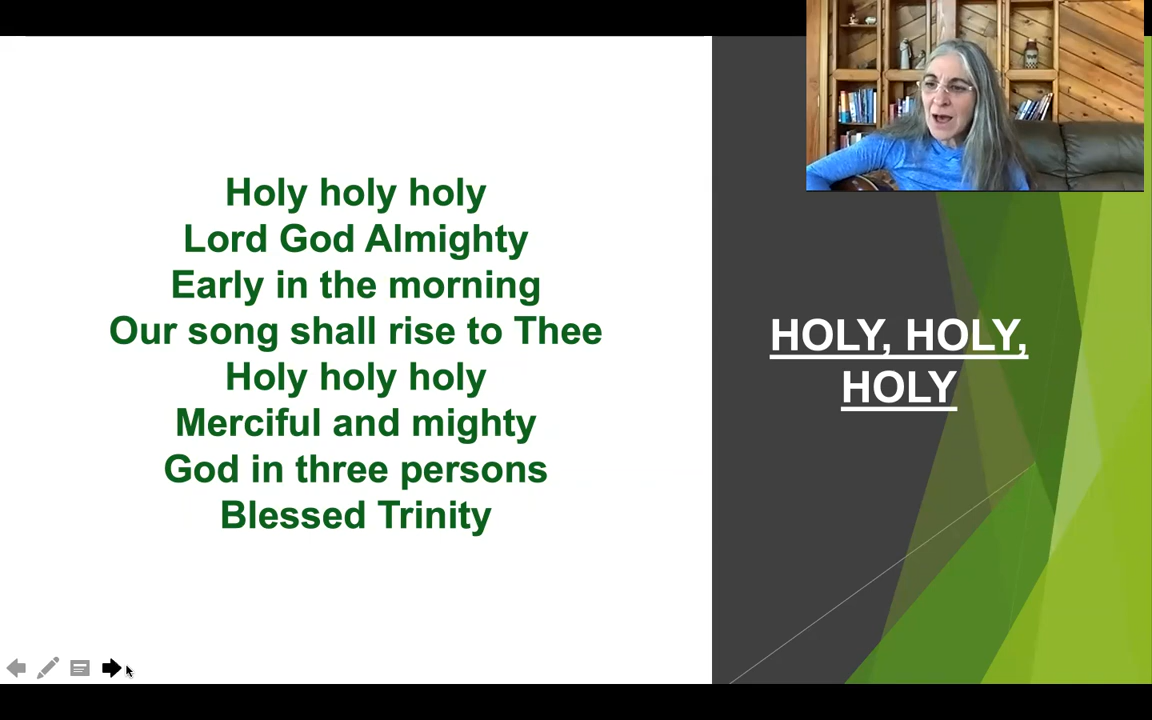 Holy holy holy
Lord God Almighty
Early in the morning
Our song shall rise to Thee
Holy holy holy
Merciful and mighty
God in three persons
Blessed Trinity
HOLY, HOLY,
HOLY